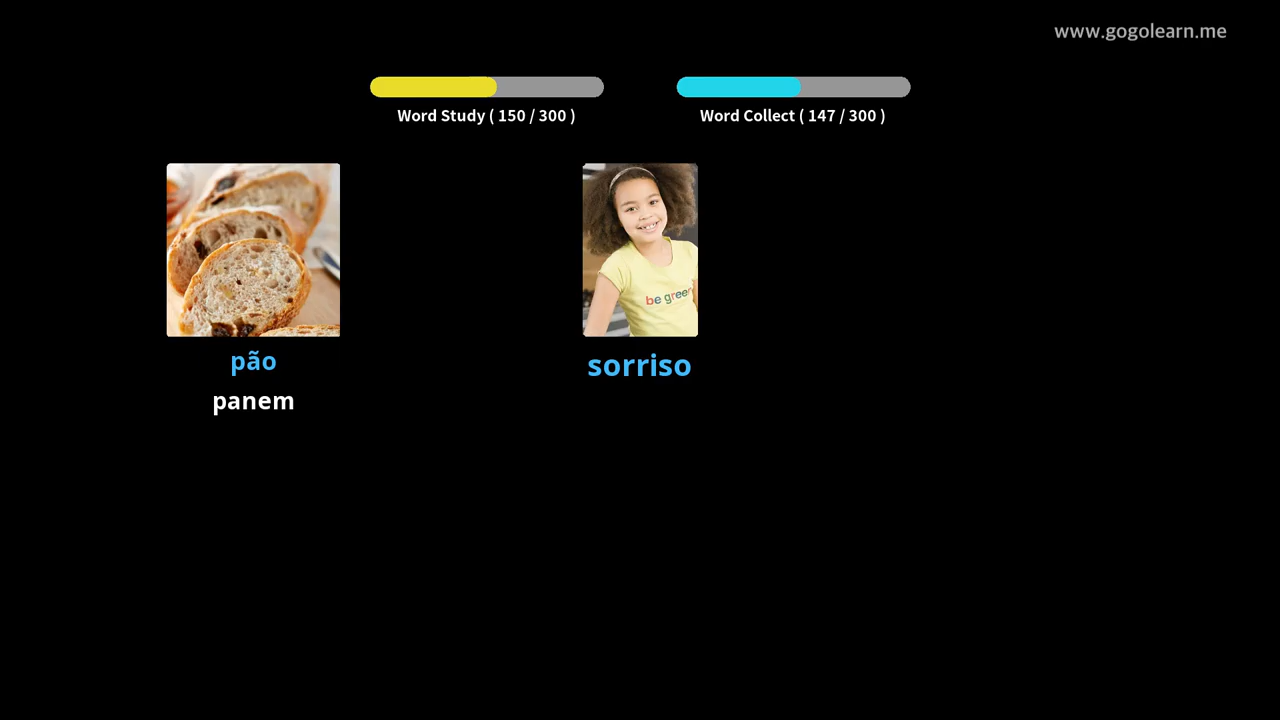 www.gogolearn.me
Word Study ( 150 / 300 )
Word Collect ( 147 / 300 )
be green
pão
sorriso
panem